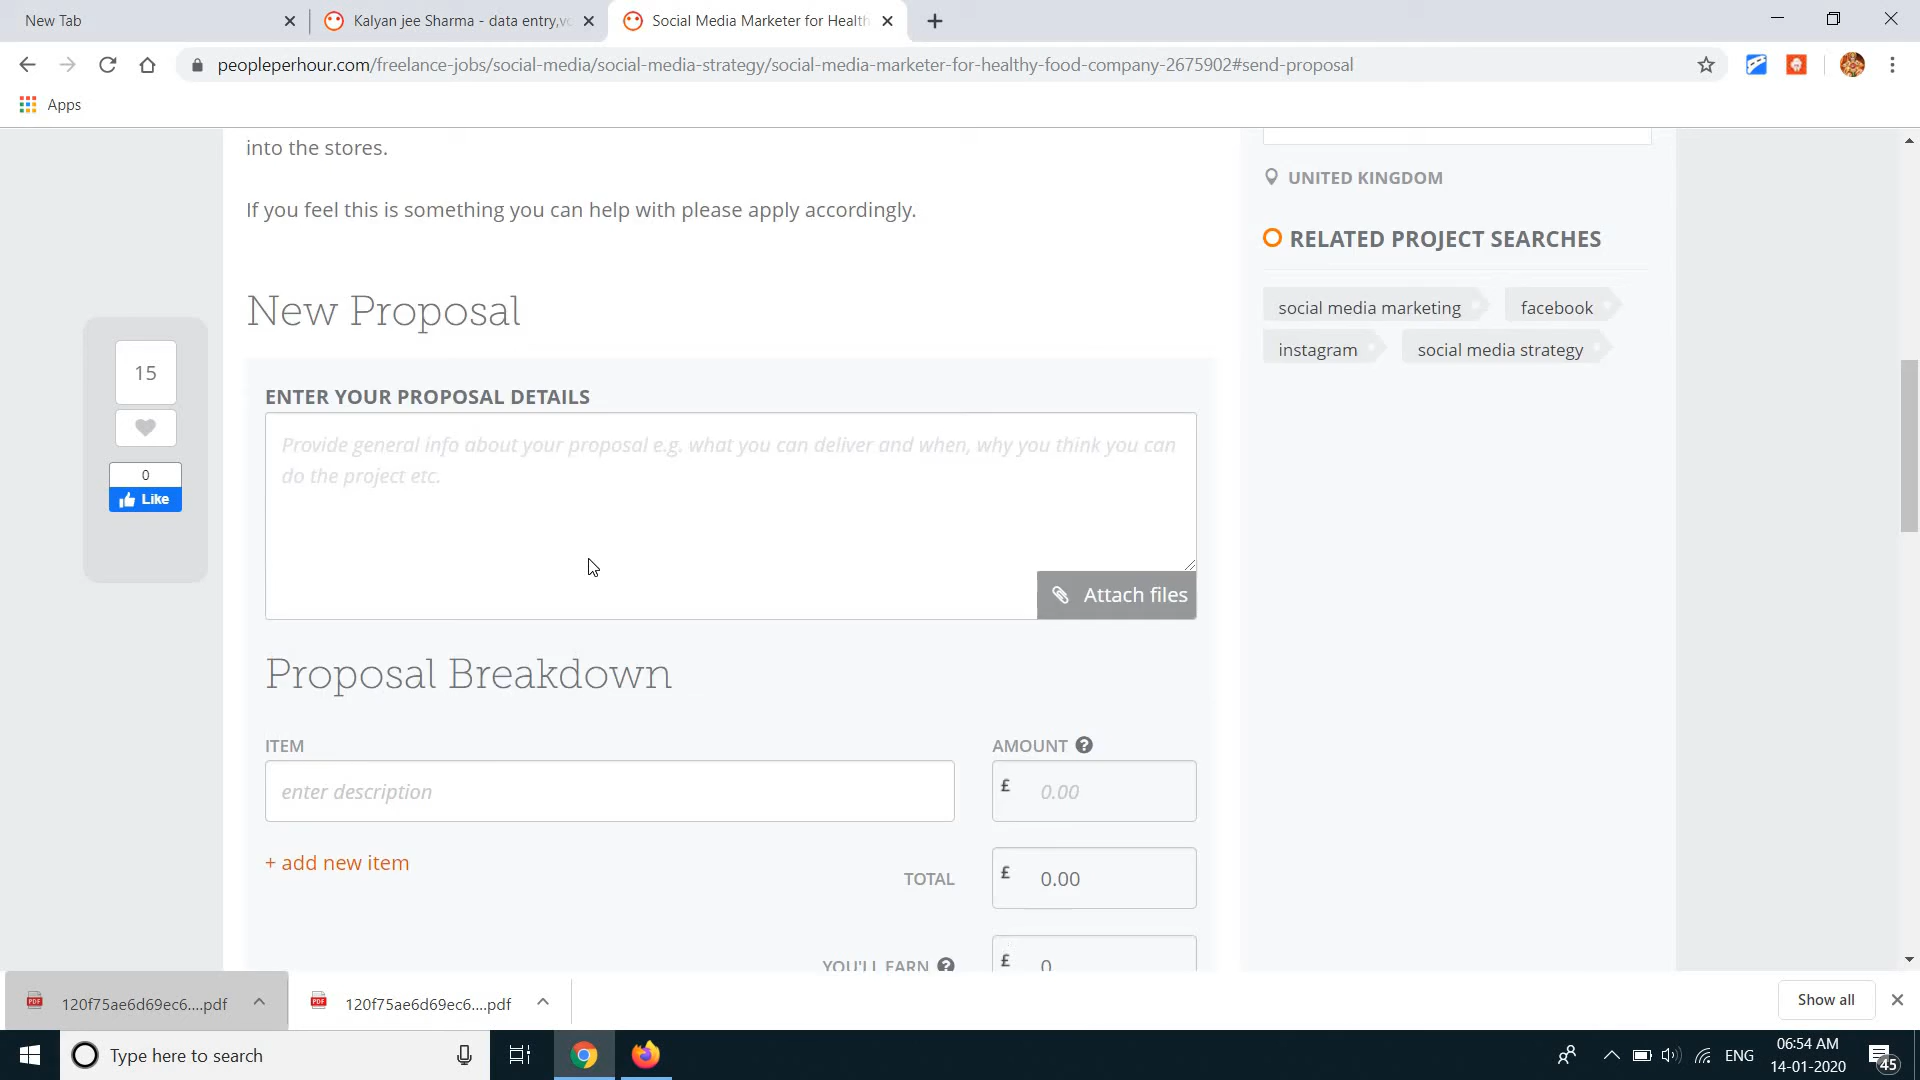 New Tab
Kalyan jee Sharma - data entry,vo
Social Media Marketer for Health
peopleperhour.com/freelance-jobs/social-media/social-media-strategy/social-media-marketer-for-healthy-food-company-2675902#send-proposal
Apps
into the stores.
If you feel this is something you can help with please apply accordingly.
UNITED KINGDOM
RELATED PROJECT SEARCHES
social media marketing facebook
instagram social media strategy
New Proposal
15
0
Like
ENTER YOUR PROPOSAL DETAILS
Provide general info about your proposal e.g. what you can deliver and when, why you think you can
do the project etc.
Attach files
Proposal Breakdown
ITEM AMOUNT ?
enter description £ 0.00
+ add new item
TOTAL £ 0.00
YOU'LL EARN ? £ 0
120f75ae6d69ec6....pdf 120f75ae6d69ec6....pdf Show all
Type here to search
ENG
06:54 AM
14-01-2020
45